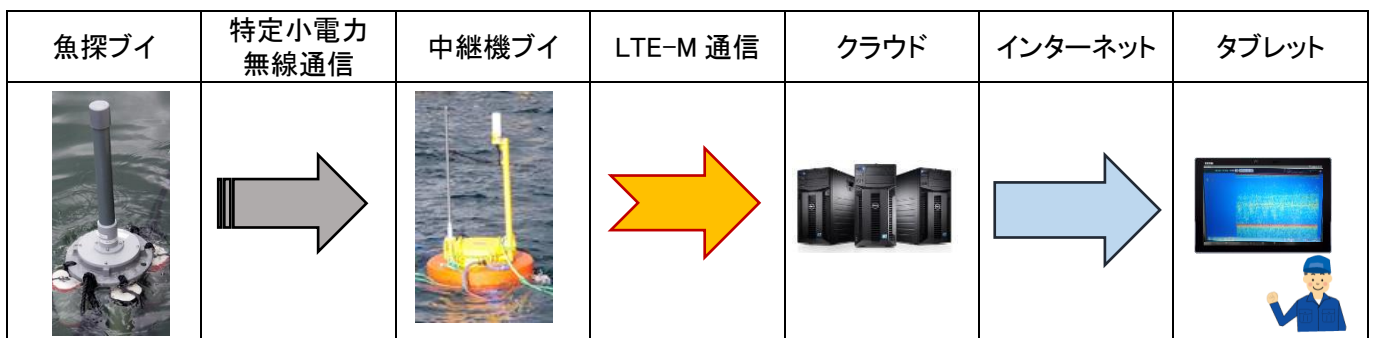 魚探ブイ
特定小電力
無線通信
中継機ブイ
LTE-M 通信
クラウド
インターネット
タブレット